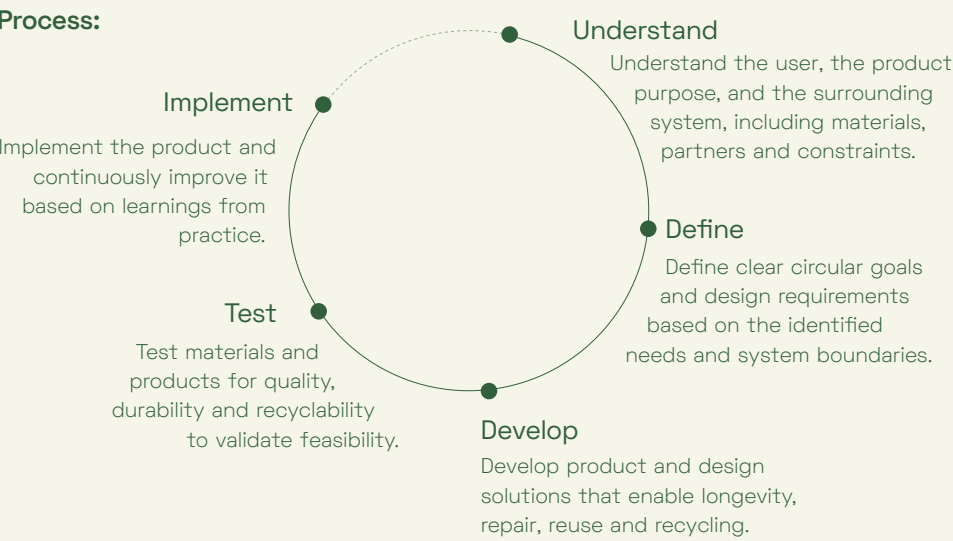 Process:
Understand
Understand the user, the product
purpose, and the surrounding
system, including materials,
partners and constraints.
Define
Define clear circular goals
and design requirements
based on the identified
needs and system boundaries.
Develop
Develop product and design
solutions that enable longevity,
repair, reuse and recycling.
Test
Test materials and
products for quality,
durability and recyclability
to validate feasibility.
Implement
Implement the product and
continuously improve it
based on learnings from
practice.